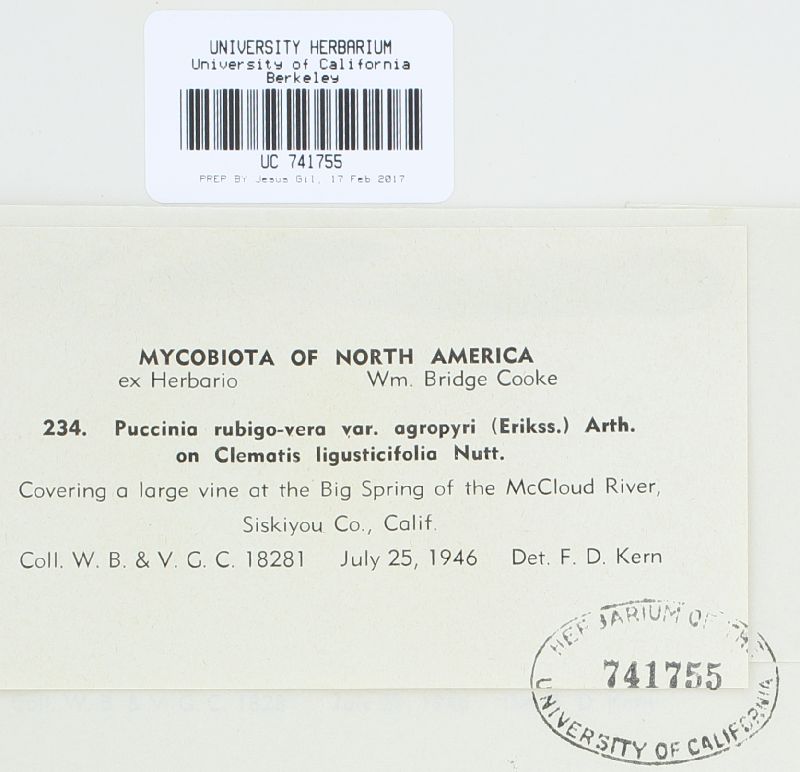 UNIVERSITY HERBARIUM
University of California
Berkeley
UC 741755
PREP BY Jesus Gil, 17 Feb 2017
MYCOBIOTA OF NORTH AMERICA
ex Herbario Wm. Bridge Cooke
234. Puccinia rubigo-vera var. agropyri (Erikss.) Arth.
on Clematis ligusticifolia Nutt.
Covering a large vine at the Big Spring of the McCloud River,
Siskiyou Co., Calif.
Coll. W. B. & V. G. C. 18281 July 25, 1946 Det. F. D. Kern
HERBARIUM OF THE
741755
UNIVERSITY OF CALIFORNIA